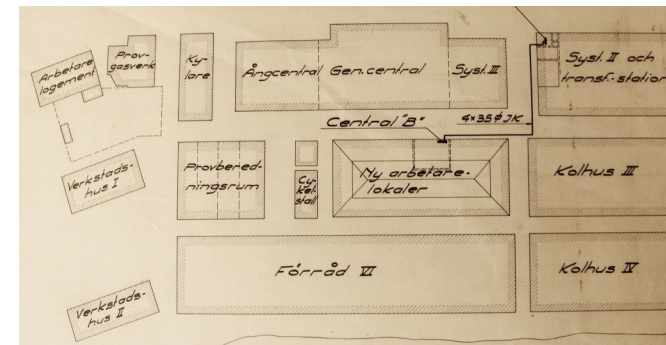 Arbetare
logement
Prov-
gasverk
Ky-
lare
Ångcentral
Gen.central
Syst. III
Syst. II och
transf.-station
Central "B"
4×35 ⌀ JK
Verkstads-
hus I
Provbered-
ningsrum
Cy-
kel-
stall
Ny arbetare-
lokaler
Kolhus III
Förråd VI
Kolhus IV
Verkstads-
hus II